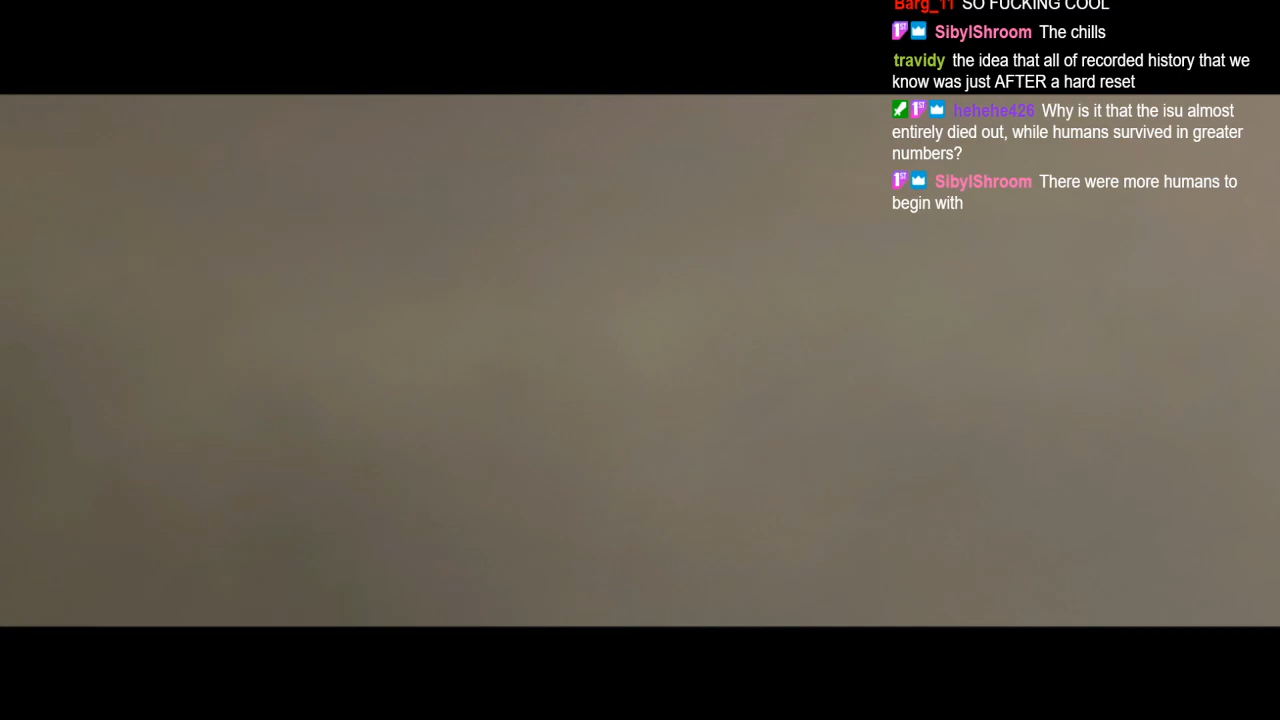 Barg_11 SO FUCKING COOL
SibylShroom The chills
travidy the idea that all of recorded history that we
know was just AFTER a hard reset
hehehe426 Why is it that the isu almost
entirely died out, while humans survived in greater
numbers?
SibylShroom There were more humans to
begin with